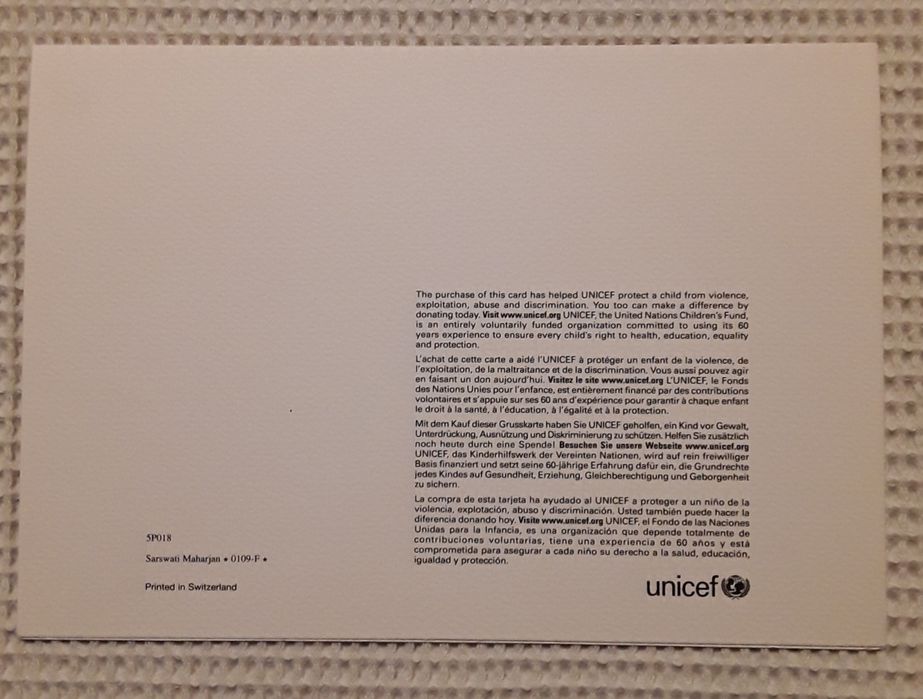 The purchase of this card has helped UNICEF protect a child from violence,
exploitation, abuse and discrimination. You too can make a difference by
donating today. Visit www.unicef.org UNICEF, the United Nations Children's Fund,
is an entirely voluntarily funded organization committed to using its 60
years experience to ensure every child's right to health, education, equality
and protection.
L'achat de cette carte a aidé l'UNICEF à protéger un enfant de la violence, de
l'exploitation, de la maltraitance et de la discrimination. Vous aussi pouvez agir
en faisant un don aujourd'hui. Visitez le site www.unicef.org L'UNICEF, le Fonds
des Nations Unies pour l'enfance, est entièrement financé par des contributions
volontaires et s'appuie sur ses 60 ans d'expérience pour garantir à chaque enfant
le droit à la santé, à l'éducation, à l'égalité et à la protection.
Mit dem Kauf dieser Grusskarte haben Sie UNICEF geholfen, ein Kind vor Gewalt,
Unterdrückung, Ausnützung und Diskriminierung zu schützen. Helfen Sie zusätzlich
noch heute durch eine Spende! Besuchen Sie unsere Webseite www.unicef.org
UNICEF, das Kinderhilfswerk der Vereinten Nationen, wird auf rein freiwilliger
Basis finanziert und setzt seine 60-jährige Erfahrung dafür ein, die Grundrechte
jedes Kindes auf Gesundheit, Erziehung, Gleichberechtigung und Geborgenheit
zu sichern.
La compra de esta tarjeta ha ayudado al UNICEF a proteger a un niño de la
violencia, explotación, abuso y discriminación. Usted también puede hacer la
diferencia donando hoy. Visite www.unicef.org UNICEF, el Fondo de las Naciones
Unidas para la Infancia, es una organización que depende totalmente de
contribuciones voluntarias, tiene una experiencia de 60 años y está
comprometida para asegurar a cada niño su derecho a la salud, educación,
igualdad y protección.
5P018
Sarswati Maharjan • 0109-F •
Printed in Switzerland
unicef